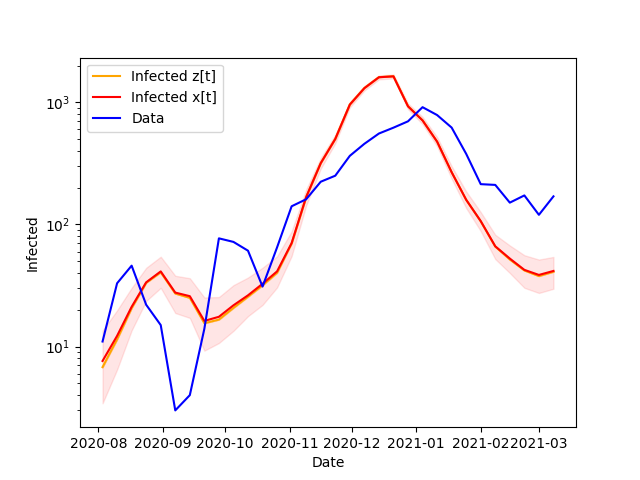 Infected z[t]
Infected x[t]
Data
10³
10²
10¹
Infected
2020-08 2020-09 2020-10 2020-11 2020-12 2021-01 2021-02 2021-03
Date